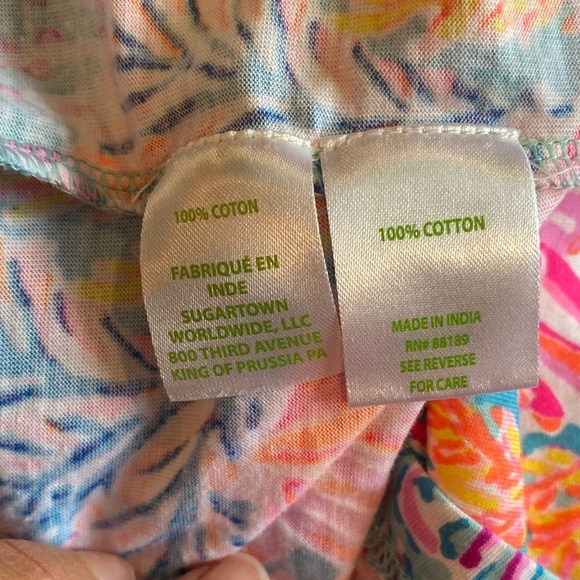 100% COTON
FABRIQUÉ EN
INDE
SUGARTOWN
WORLDWIDE, LLC
800 THIRD AVENUE
KING OF PRUSSIA PA
100% COTTON
MADE IN INDIA
RN# 88189
SEE REVERSE
FOR CARE